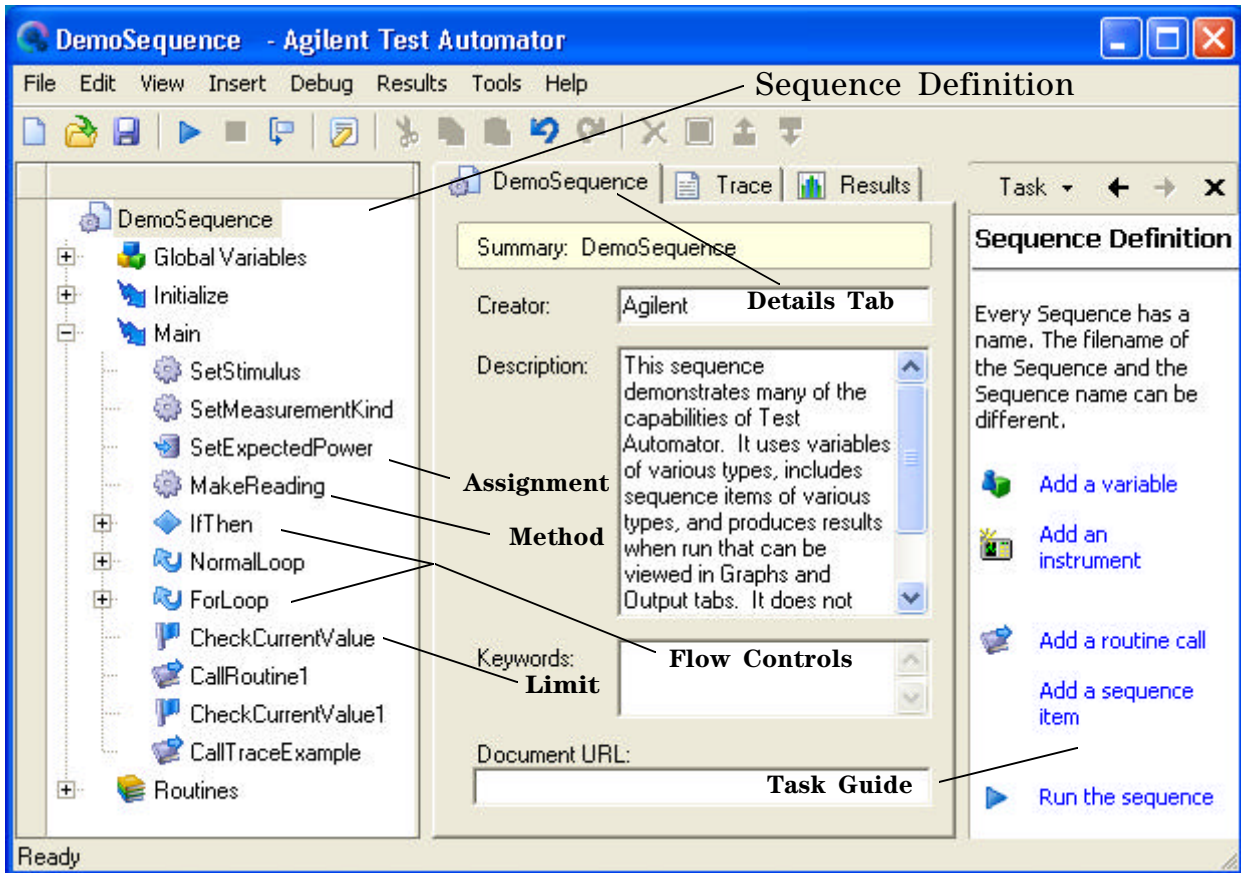 DemoSequence - Agilent Test Automator
File Edit View Insert Debug Results Tools Help
Sequence Definition
DemoSequence
Global Variables
Initialize
Main
SetStimulus
SetMeasurementKind
SetExpectedPower
MakeReading
IfThen
NormalLoop
ForLoop
CheckCurrentValue
CallRoutine1
CheckCurrentValue1
CallTraceExample
Routines
Assignment
Method
Flow Controls
Limit
DemoSequence Trace Results
Summary: DemoSequence
Creator: Agilent
Details Tab
Description: This sequence
demonstrates many of the
capabilities of Test
Automator. It uses variables
of various types, includes
sequence items of various
types, and produces results
when run that can be
viewed in Graphs and
Output tabs. It does not
Keywords:
Document URL:
Task Guide
Task
Sequence Definition
Every Sequence has a
name. The filename of
the Sequence and the
Sequence name can be
different.
Add a variable
Add an
instrument
Add a routine call
Add a sequence
item
Run the sequence
Ready